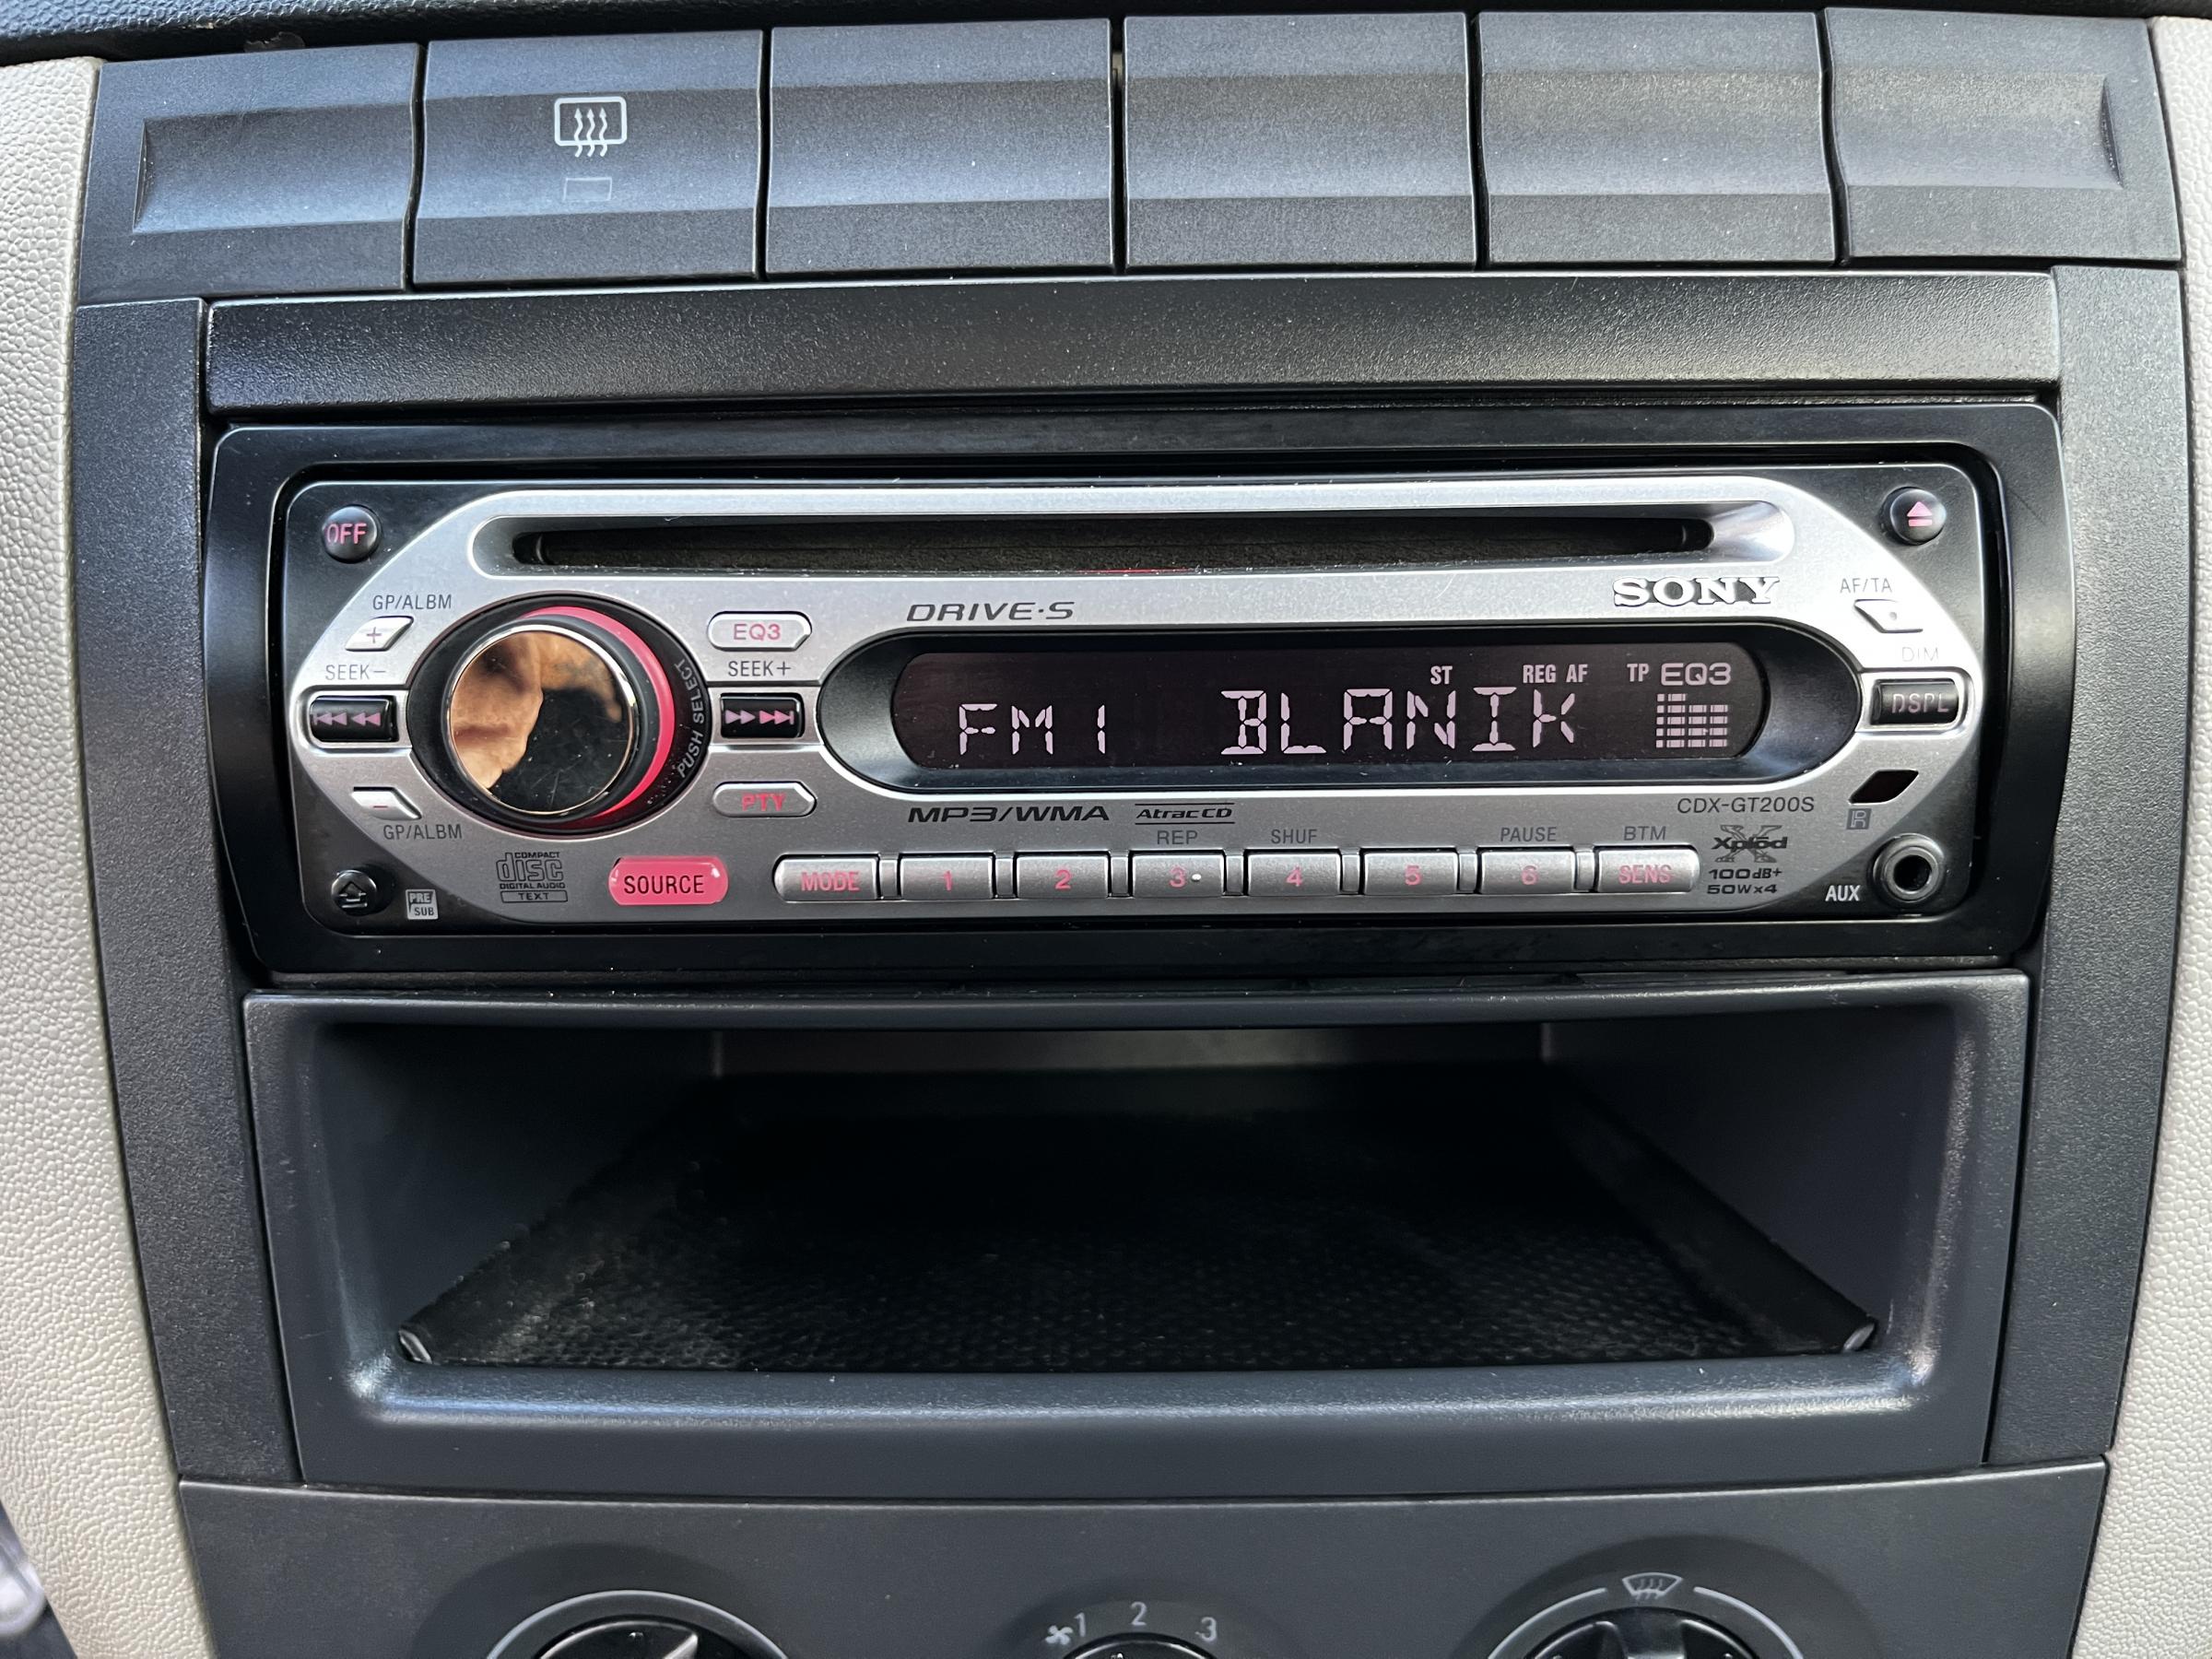 OFF
GP/ALBM
+
SEEK-
EQ3
SEEK+
PUSH SELECT
DRIVE·S
SONY
AF/TA
DIM
DSPL
ST REG AF TP EQ3
FM1 BLANIK
-
GP/ALBM
PTY
MP3/WMA
AtracCD
CDX-GT200S
R
REP SHUF PAUSE BTM
COMPACT
disc
DIGITAL AUDIO
TEXT
PRE
SUB
SOURCE
MODE 1 2 3 4 5 6 SENS
Xplod
100dB+
50W×4
AUX
1 2 3